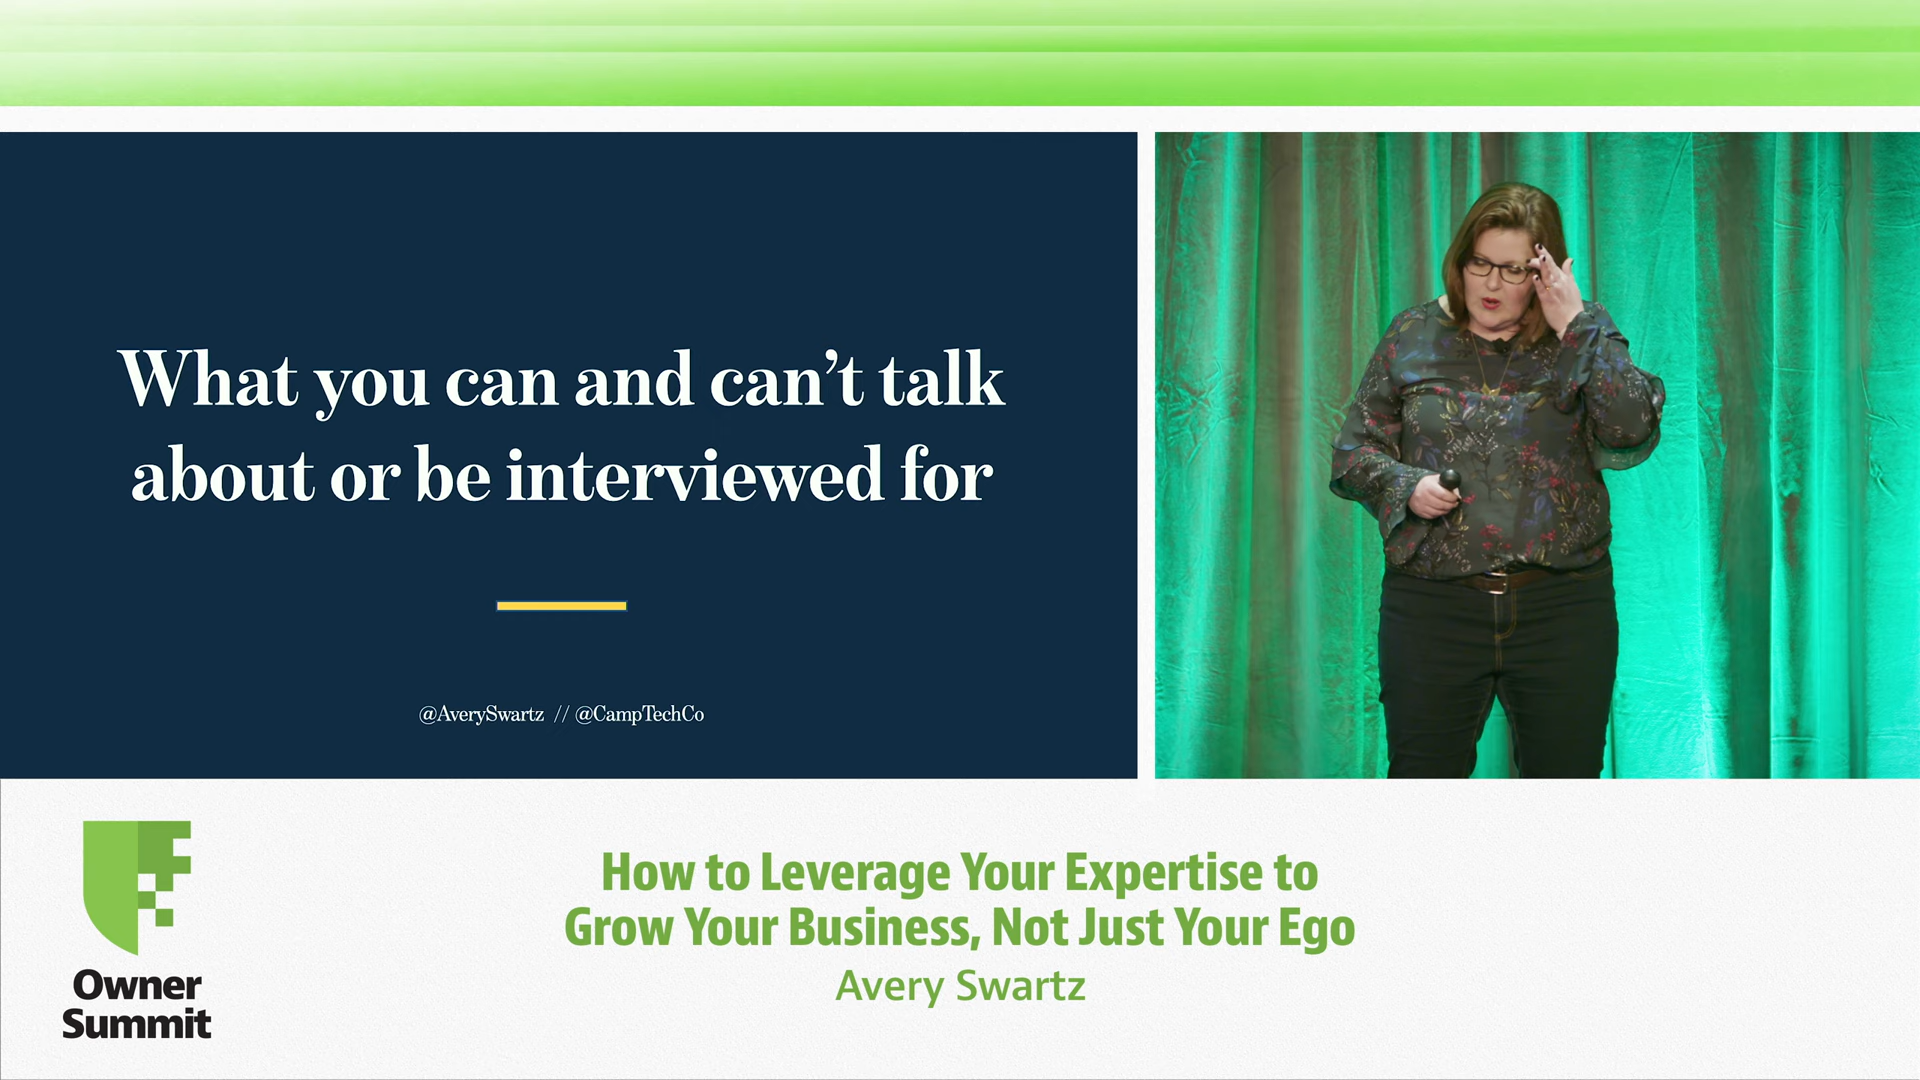 What you can and can’t talk
about or be interviewed for
@AverySwartz // @CampTechCo
Owner
Summit
How to Leverage Your Expertise to
Grow Your Business, Not Just Your Ego
Avery Swartz